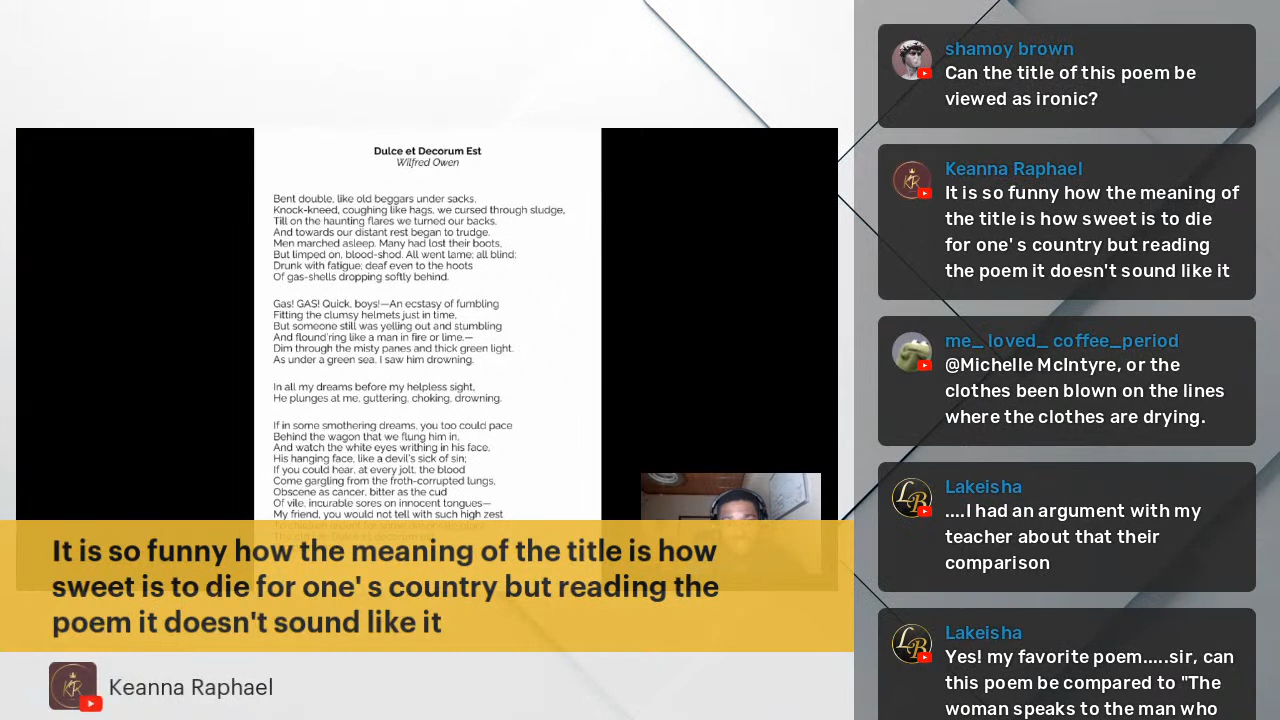 Dulce et Decorum Est
Wilfred Owen
Bent double, like old beggars under sacks,
Knock-kneed, coughing like hags, we cursed through sludge,
Till on the haunting flares we turned our backs,
And towards our distant rest began to trudge.
Men marched asleep. Many had lost their boots,
But limped on, blood-shod. All went lame; all blind;
Drunk with fatigue; deaf even to the hoots
Of gas-shells dropping softly behind.
Gas! GAS! Quick, boys!—An ecstasy of fumbling
Fitting the clumsy helmets just in time,
But someone still was yelling out and stumbling
And flound'ring like a man in fire or lime.—
Dim through the misty panes and thick green light,
As under a green sea, I saw him drowning.
In all my dreams before my helpless sight,
He plunges at me, guttering, choking, drowning.
If in some smothering dreams, you too could pace
Behind the wagon that we flung him in,
And watch the white eyes writhing in his face,
His hanging face, like a devil's sick of sin;
If you could hear, at every jolt, the blood
Come gargling from the froth-corrupted lungs,
Obscene as cancer, bitter as the cud
Of vile, incurable sores on innocent tongues—
My friend, you would not tell with such high zest
It is so funny how the meaning of the title is how
sweet is to die for one' s country but reading the
poem it doesn't sound like it
KR
Keanna Raphael
shamoy brown
Can the title of this poem be
viewed as ironic?
KR
Keanna Raphael
It is so funny how the meaning of
the title is how sweet is to die
for one' s country but reading
the poem it doesn't sound like it
me_ loved_ coffee_period
@Michelle McIntyre, or the
clothes been blown on the lines
where the clothes are drying.
LB
Lakeisha
....I had an argument with my
teacher about that their
comparison
LB
Lakeisha
Yes! my favorite poem.....sir, can
this poem be compared to "The
woman speaks to the man who